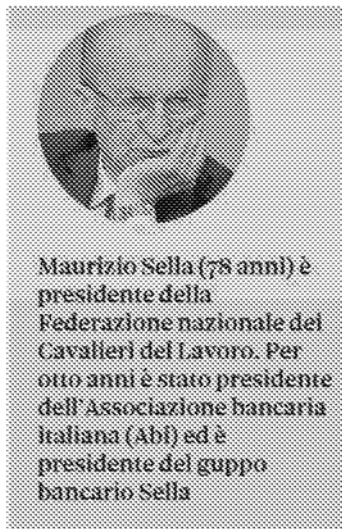 Maurizio Sella (78 anni) è
presidente della
Federazione nazionale dei
Cavalieri del Lavoro. Per
otto anni è stato presidente
dell'Associazione bancaria
italiana (Abi) ed è
presidente del guppo
bancario Sella